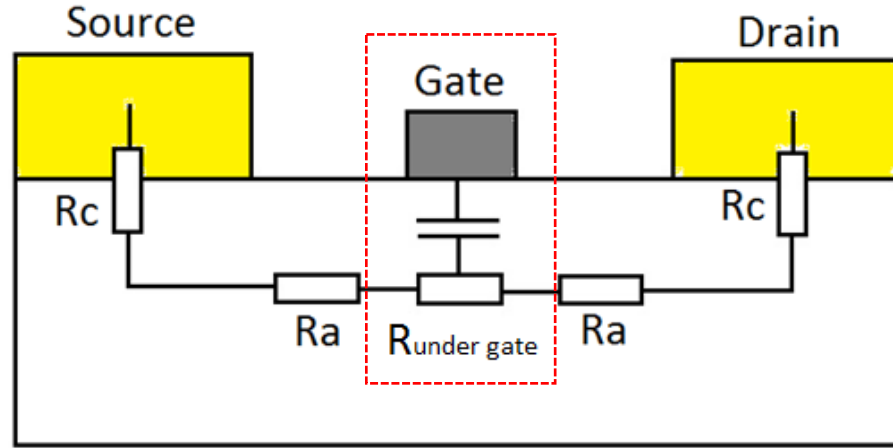 Source
Gate
Drain
Rc
Rc
Ra
Runder gate
Ra